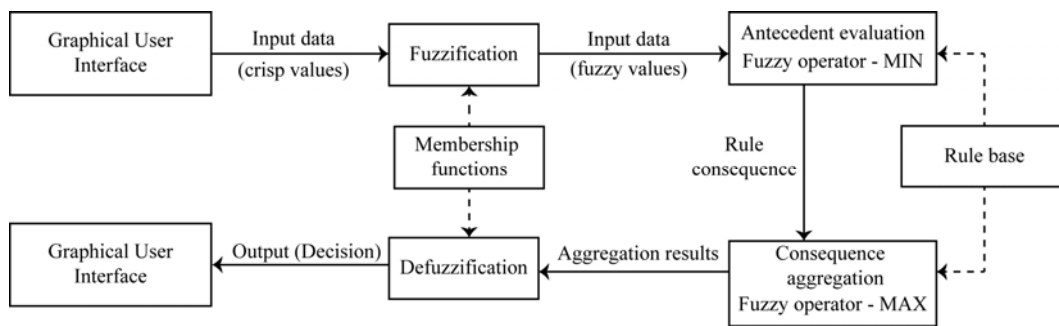 Graphical User
Interface
Input data
(crisp values)
Fuzzification
Input data
(fuzzy values)
Antecedent evaluation
Fuzzy operator - MIN
Membership
functions
Rule
consequence
Rule base
Graphical User
Interface
Output (Decision)
Defuzzification
Aggregation results
Consequence
aggregation
Fuzzy operator - MAX